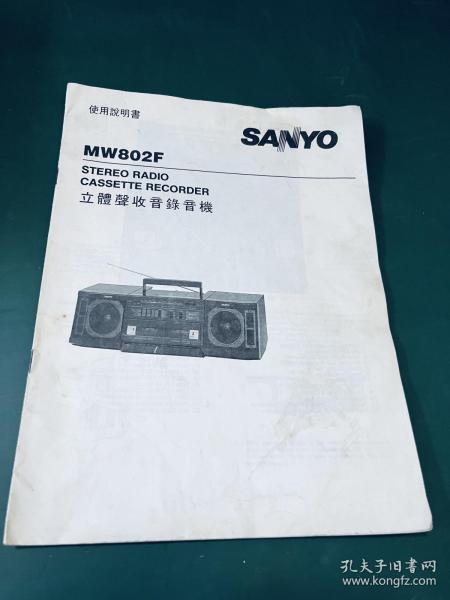 使用說明書
SANYO
MW802F
STEREO RADIO
CASSETTE RECORDER
立體聲收音錄音機
孔夫子旧书网
www.kongfz.com